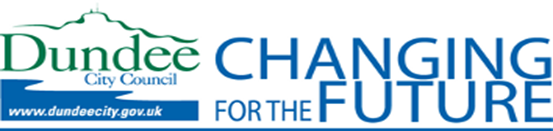 Dundee
City Council
www.dundeecity.gov.uk
CHANGING
FOR THE FUTURE